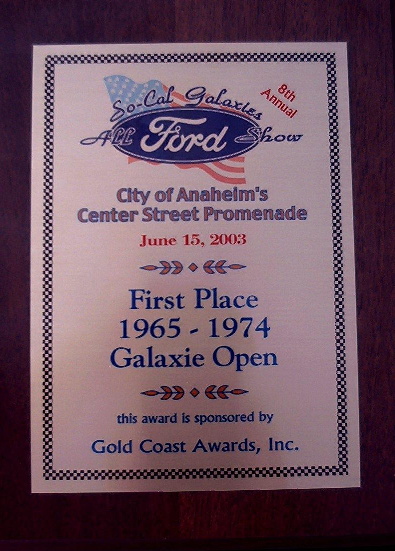 So-Cal Galaxies
8th
Annual
All Ford Show
City of Anaheim's
Center Street Promenade
June 15, 2003
First Place
1965 - 1974
Galaxie Open
this award is sponsored by
Gold Coast Awards, Inc.